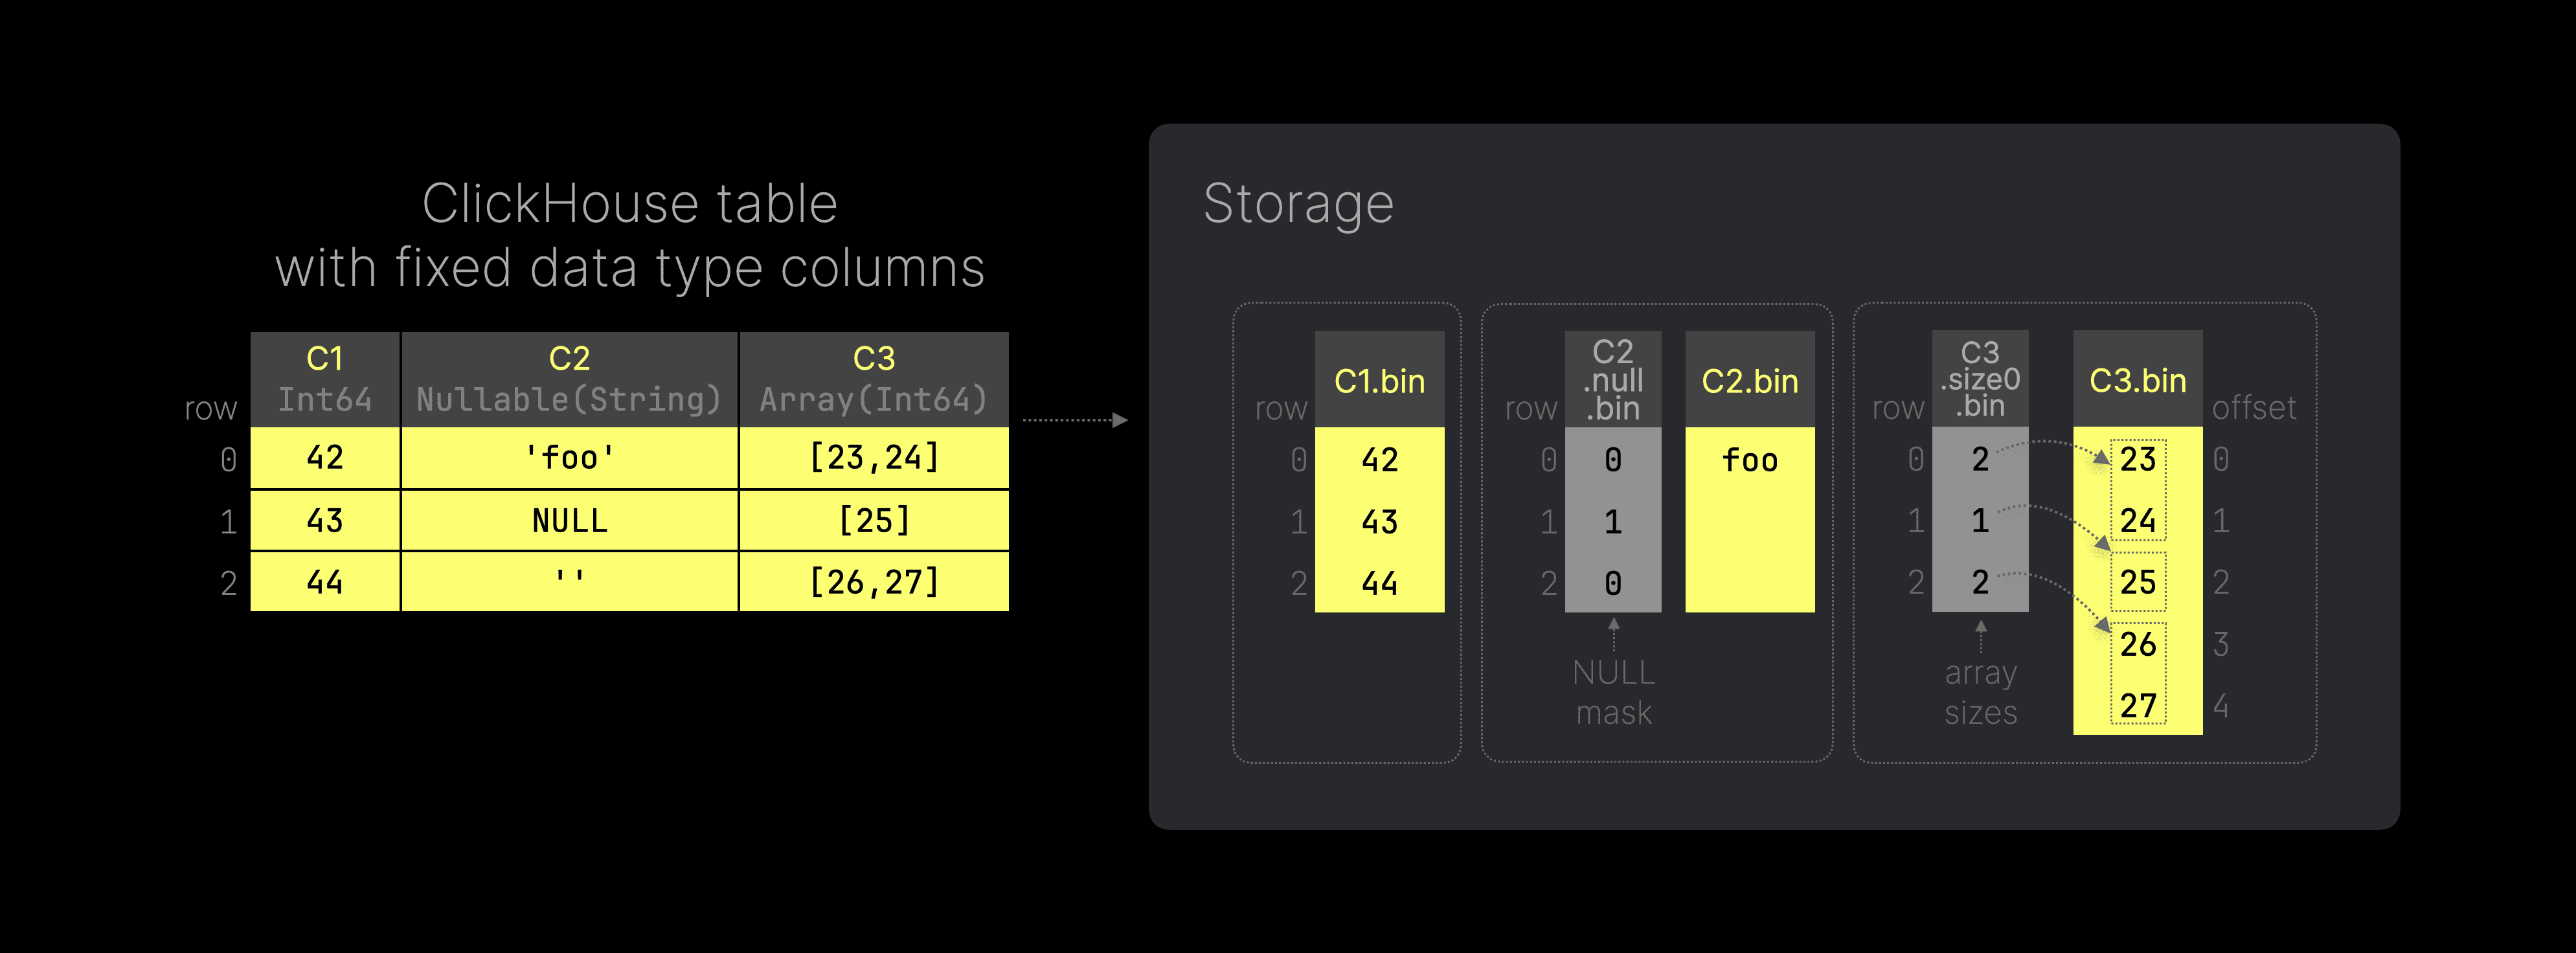 ClickHouse table
with fixed data type columns
row
C1 C2 C3
Int64 Nullable(String) Array(Int64)
0 42 'foo' [23,24]
1 43 NULL [25]
2 44 '' [26,27]
Storage
row
C1.bin
0 42
1 43
2 44
row
C2
.null
.bin
C2.bin
0 0 foo
1 1
2 0
NULL
mask
row
C3
.size0
.bin
C3.bin
offset
0 2 23 0
1 1 24 1
2 2 25 2
26 3
27 4
array
sizes